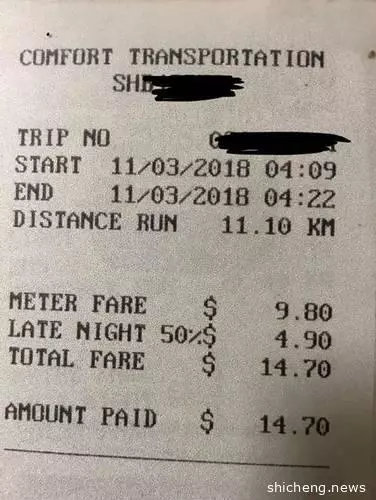 COMFORT TRANSPORTATION
SH
TRIP NO
START 11/03/2018 04:09
END 11/03/2018 04:22
DISTANCE RUN 11.10 KM
METER FARE $ 9.80
LATE NIGHT 50%$ 4.90
TOTAL FARE $ 14.70
AMOUNT PAID $ 14.70
shicheng.news